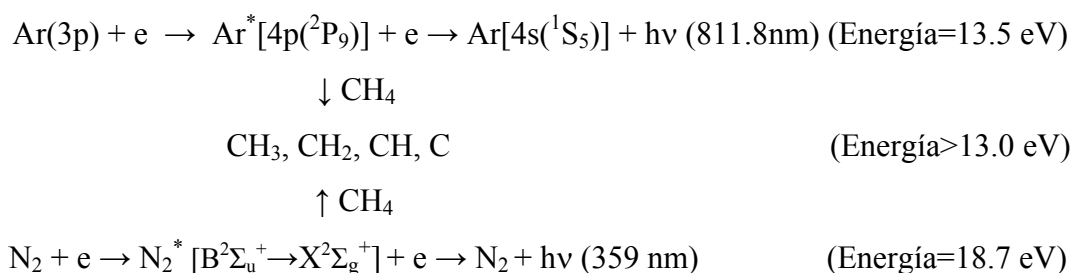 Ar(3p) + e → Ar*[4p(²P₉)] + e → Ar[4s(¹S₅)] + hν (811.8nm) (Energía=13.5 eV)
↓ CH₄
CH₃, CH₂, CH, C (Energía>13.0 eV)
↑ CH₄
N₂ + e → N₂* [B²Σᵤ⁺→X²Σg⁺] + e → N₂ + hν (359 nm) (Energía=18.7 eV)